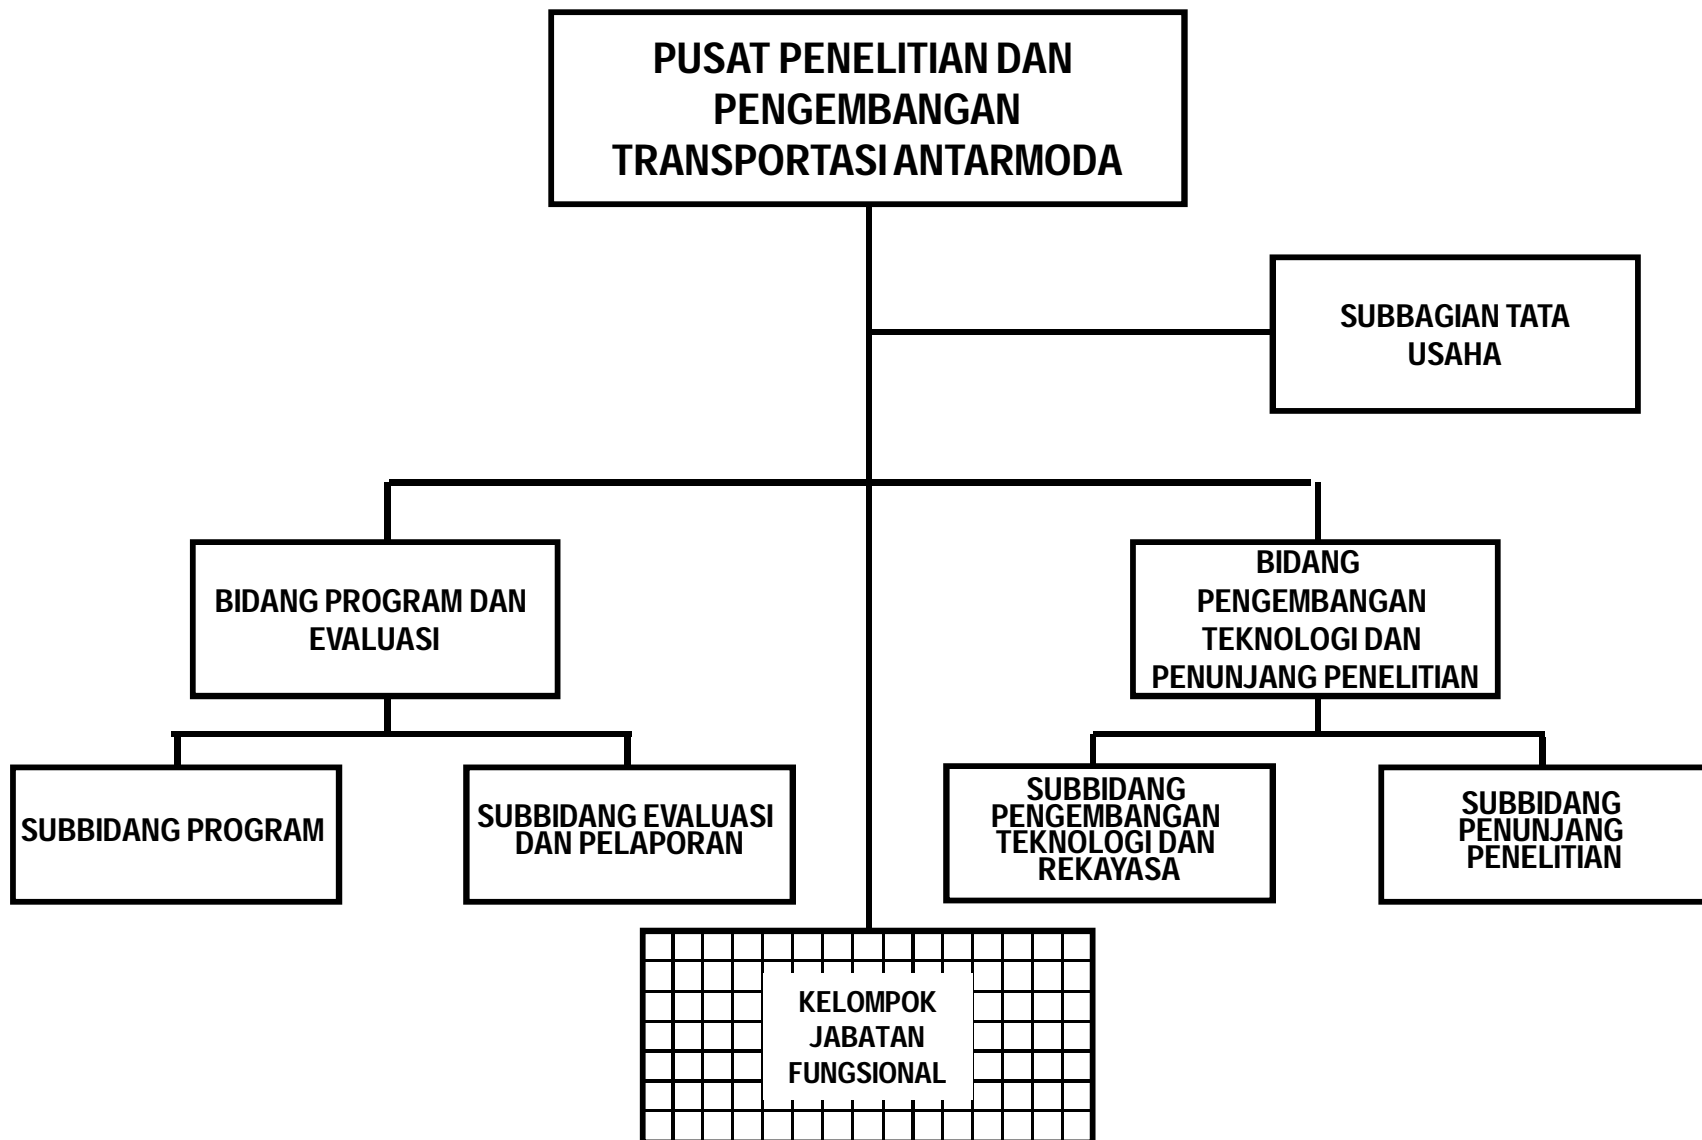 PUSAT PENELITIAN DAN
PENGEMBANGAN
TRANSPORTASI ANTARMODA
SUBBAGIAN TATA
USAHA
BIDANG PROGRAM DAN
EVALUASI
BIDANG
PENGEMBANGAN
TEKNOLOGI DAN
PENUNJANG PENELITIAN
SUBBIDANG PROGRAM
SUBBIDANG EVALUASI
DAN PELAPORAN
SUBBIDANG
PENGEMBANGAN
TEKNOLOGI DAN
REKAYASA
SUBBIDANG
PENUNJANG
PENELITIAN
KELOMPOK
JABATAN
FUNGSIONAL